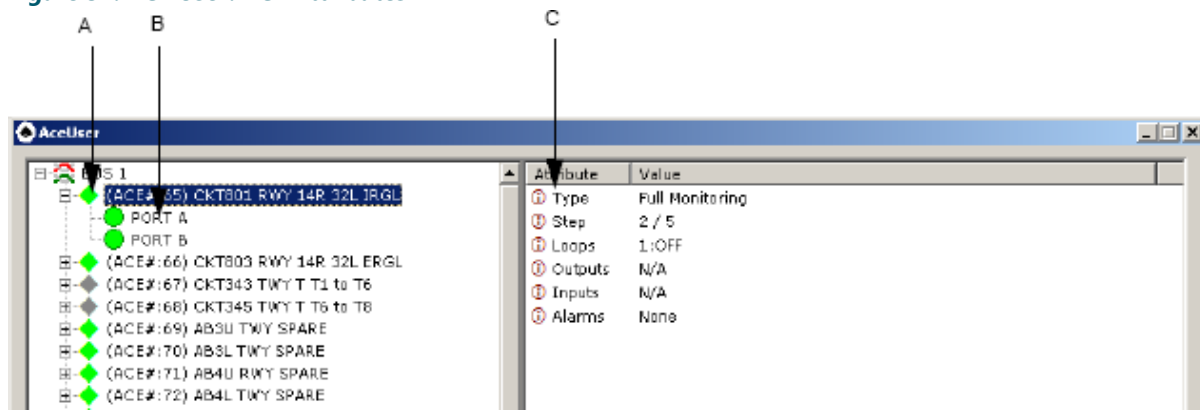 A B C
AceUser
BUS 1
(ACE#:65) CKT801 RWY 14R 32L IRGL
PORT A
PORT B
(ACE#:66) CKT803 RWY 14R 32L ERGL
(ACE#:67) CKT343 TWY T T1 to T6
(ACE#:68) CKT345 TWY T T6 to T8
(ACE#:69) AB3U TWY SPARE
(ACE#:70) AB3L TWY SPARE
(ACE#:71) AB4U RWY SPARE
(ACE#:72) AB4L TWY SPARE
Attribute Value
Type Full Monitoring
Step 2 / 5
Loops 1:OFF
Outputs N/A
Inputs N/A
Alarms None